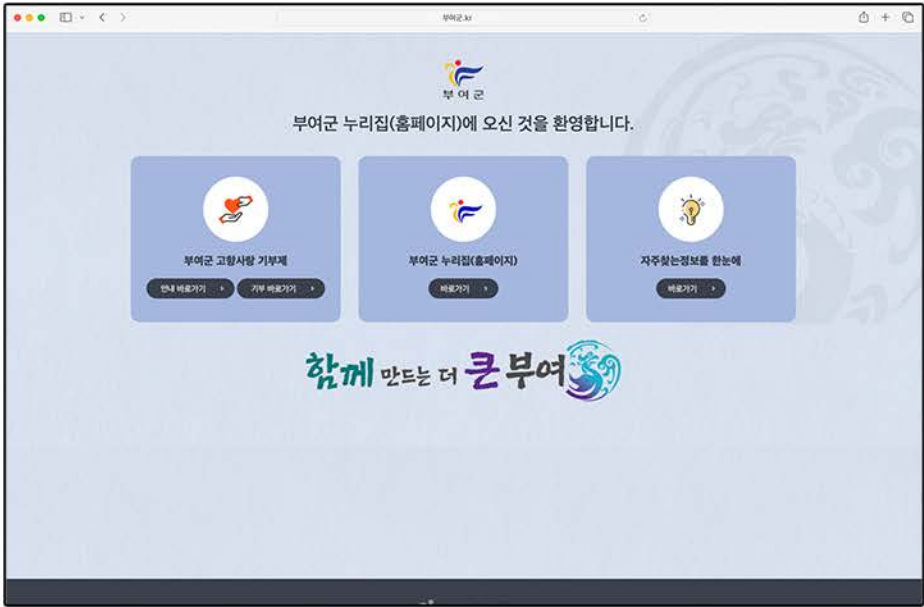 부여군.kr
부여군
부여군 누리집(홈페이지)에 오신 것을 환영합니다.
부여군 고향사랑 기부제
안내 바로가기
기부 바로가기
부여군 누리집(홈페이지)
바로가기
자주찾는정보를 한눈에
바로가기
함께 만드는 더 큰 부여